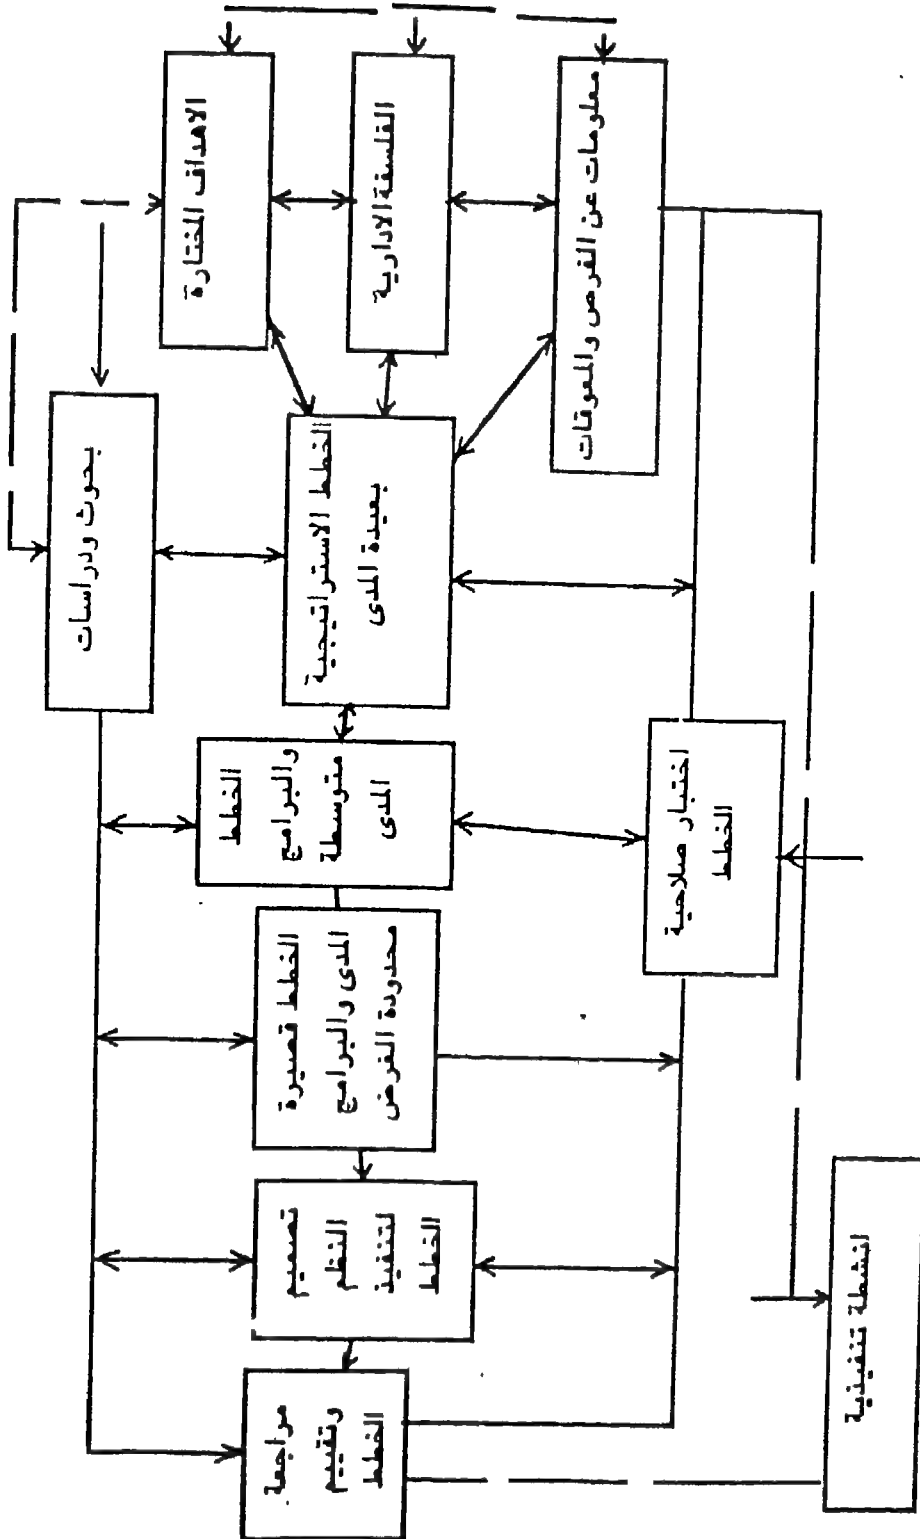 الاهداف المختارة
الفلسفة الادارية
معلومات عن الفرص والمعوقات
بحوث ودراسات
الخطط الاستراتيجية
بعيدة المدى
الخطط
والبرامج
متوسطة
المدى
اختبار صلاحية
الخطط
الخطط قصيرة
المدى والبرامج
محدودة الغرض
تصميم
النظم
لتنفيذ
الخطط
مراجعة
وتقييم
الخطط
انشطة تنفيذية